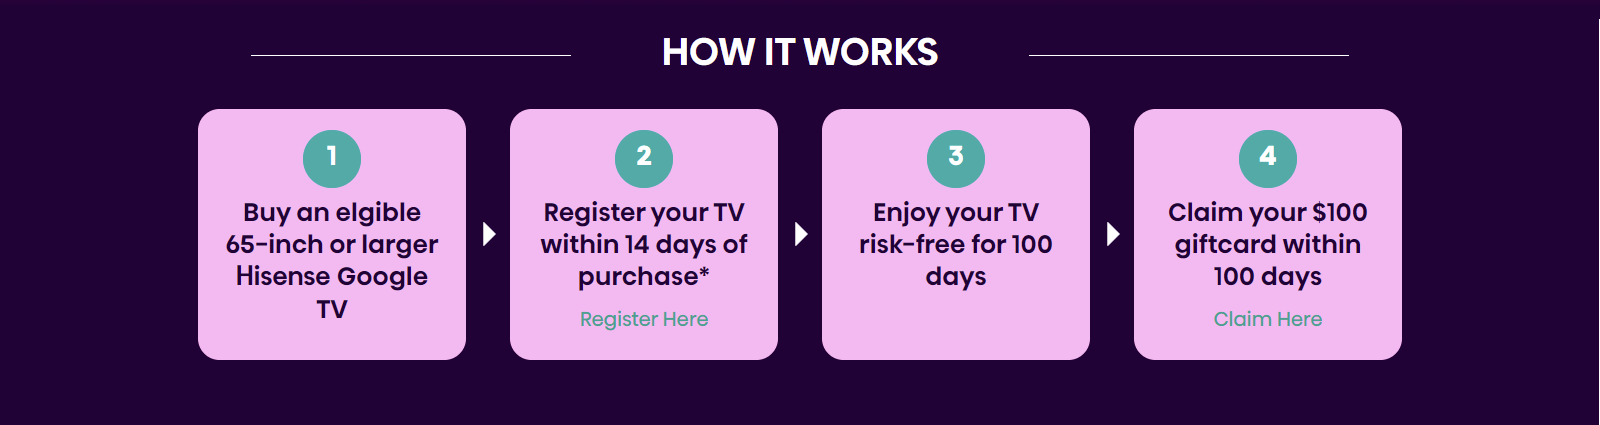 HOW IT WORKS
1
Buy an elgible
65-inch or larger
Hisense Google
TV
2
Register your TV
within 14 days of
purchase*
Register Here
3
Enjoy your TV
risk-free for 100
days
4
Claim your $100
giftcard within
100 days
Claim Here